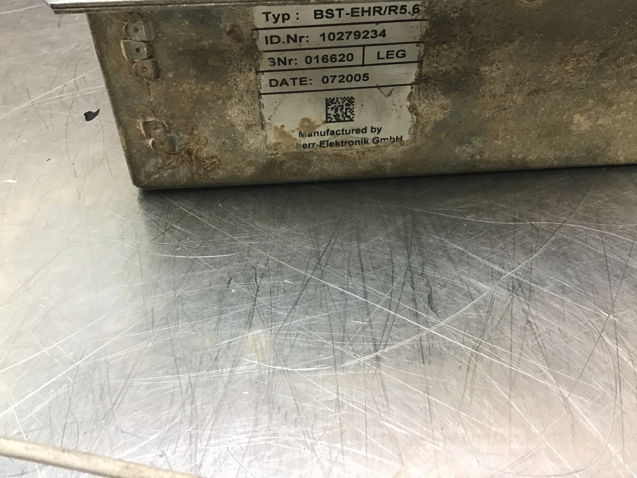 Typ: BST-EHR/R5.6
ID.Nr: 10279234
SNr: 016620 LEG
DATE: 072005
Manufactured by
err-Elektronik GmbH